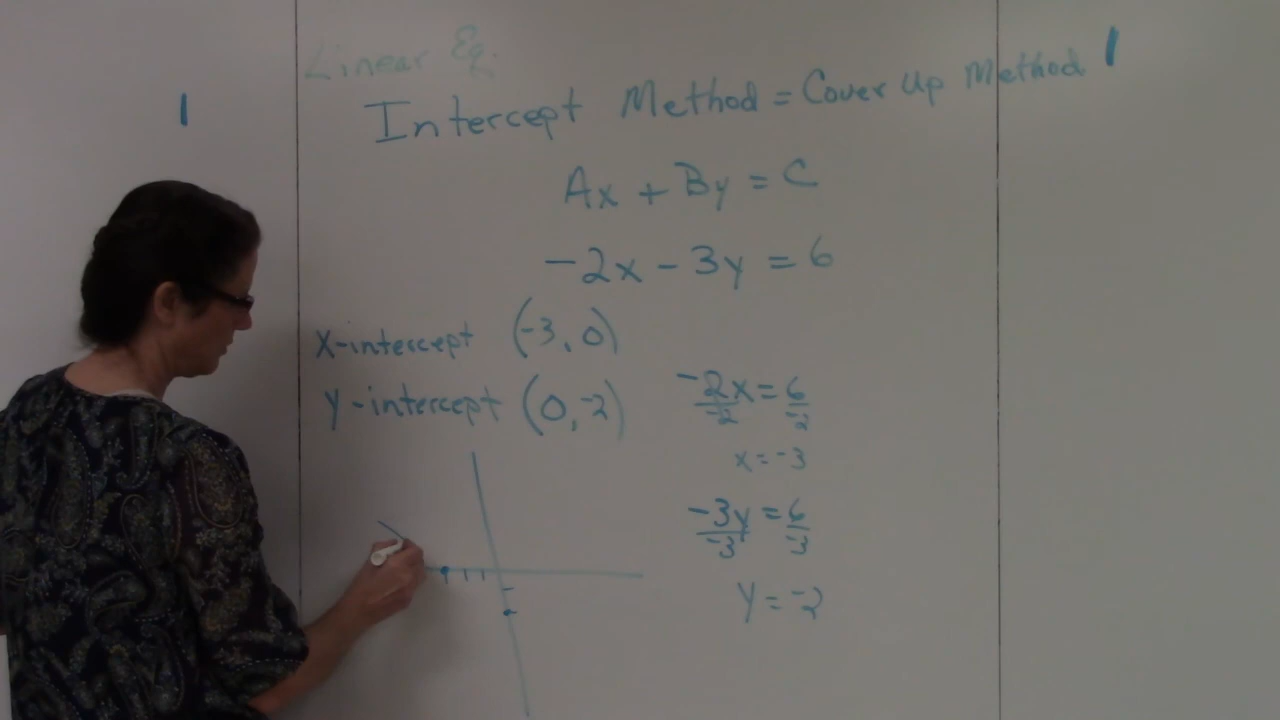 Linear Eq.
Intercept Method = Cover Up Method
Ax + By = C
-2x - 3y = 6
x-intercept (-3, 0)
y-intercept (0, -2)
-2x = 6
-2 -2
x = -3
-3y = 6
-3 -3
y = -2